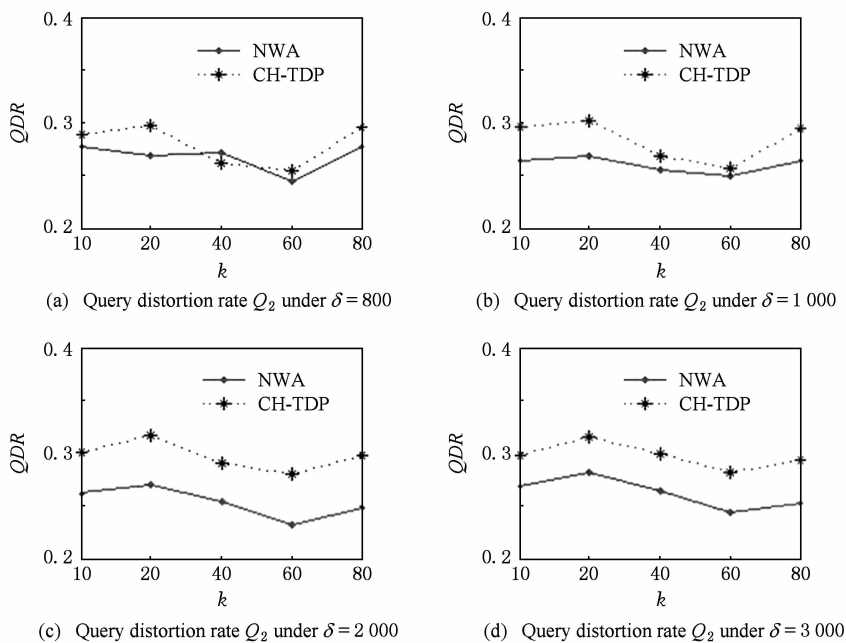 0.4
NWA
CH-TDP
QDR
0.3
0.2
10 20 40 60 80
k
(a) Query distortion rate Q₂ under δ=800
0.4
NWA
CH-TDP
QDR
0.3
0.2
10 20 40 60 80
k
(b) Query distortion rate Q₂ under δ=1 000
0.4
NWA
CH-TDP
QDR
0.3
0.2
10 20 40 60 80
k
(c) Query distortion rate Q₂ under δ=2 000
0.4
NWA
CH-TDP
QDR
0.3
0.2
10 20 40 60 80
k
(d) Query distortion rate Q₂ under δ=3 000